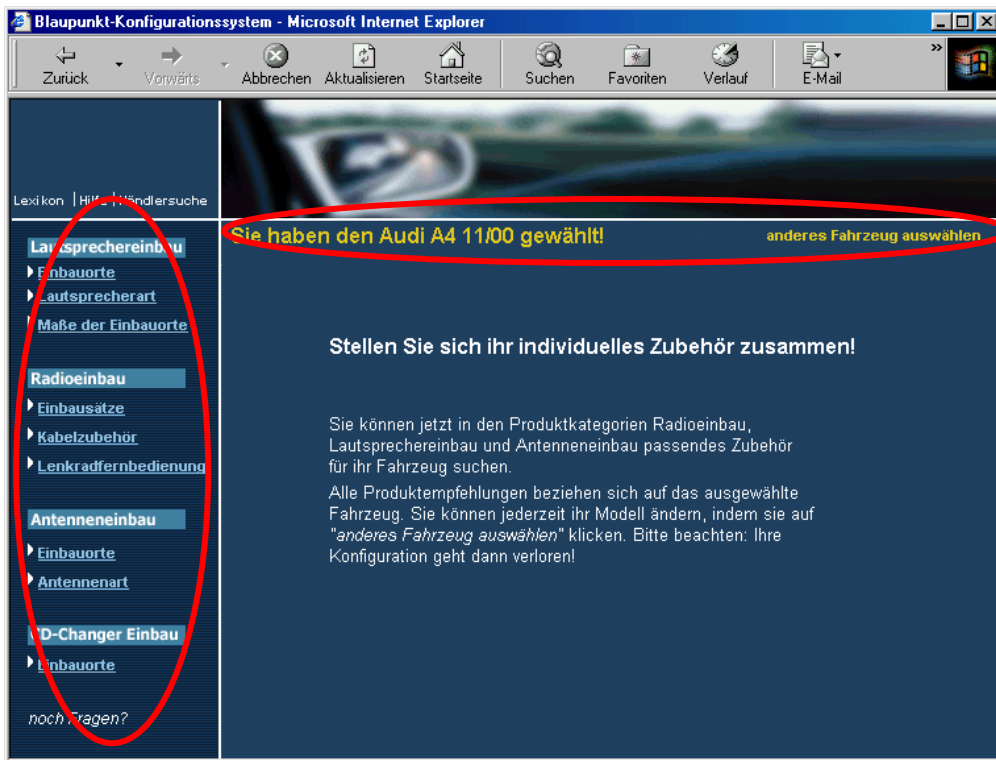 Blaupunkt-Konfigurationssystem - Microsoft Internet Explorer
Zurück Vorwärts Abbrechen Aktualisieren Startseite Suchen Favoriten Verlauf E-Mail »
Lexikon | Hilfe | Händlersuche
Sie haben den Audi A4 11/00 gewählt! anderes Fahrzeug auswählen
Lautsprechereinbau
Einbauorte
Lautsprecherart
Maße der Einbauorte
Radioeinbau
Einbausätze
Kabelzubehör
Lenkradfernbedienung
Antenneneinbau
Einbauorte
Antennenart
CD-Changer Einbau
Einbauorte
noch Fragen?
Stellen Sie sich ihr individuelles Zubehör zusammen!
Sie können jetzt in den Produktkategorien Radioeinbau,
Lautsprechereinbau und Antenneneinbau passendes Zubehör
für ihr Fahrzeug suchen.
Alle Produktempfehlungen beziehen sich auf das ausgewählte
Fahrzeug. Sie können jederzeit ihr Modell ändern, indem sie auf
"anderes Fahrzeug auswählen" klicken. Bitte beachten: Ihre
Konfiguration geht dann verloren!